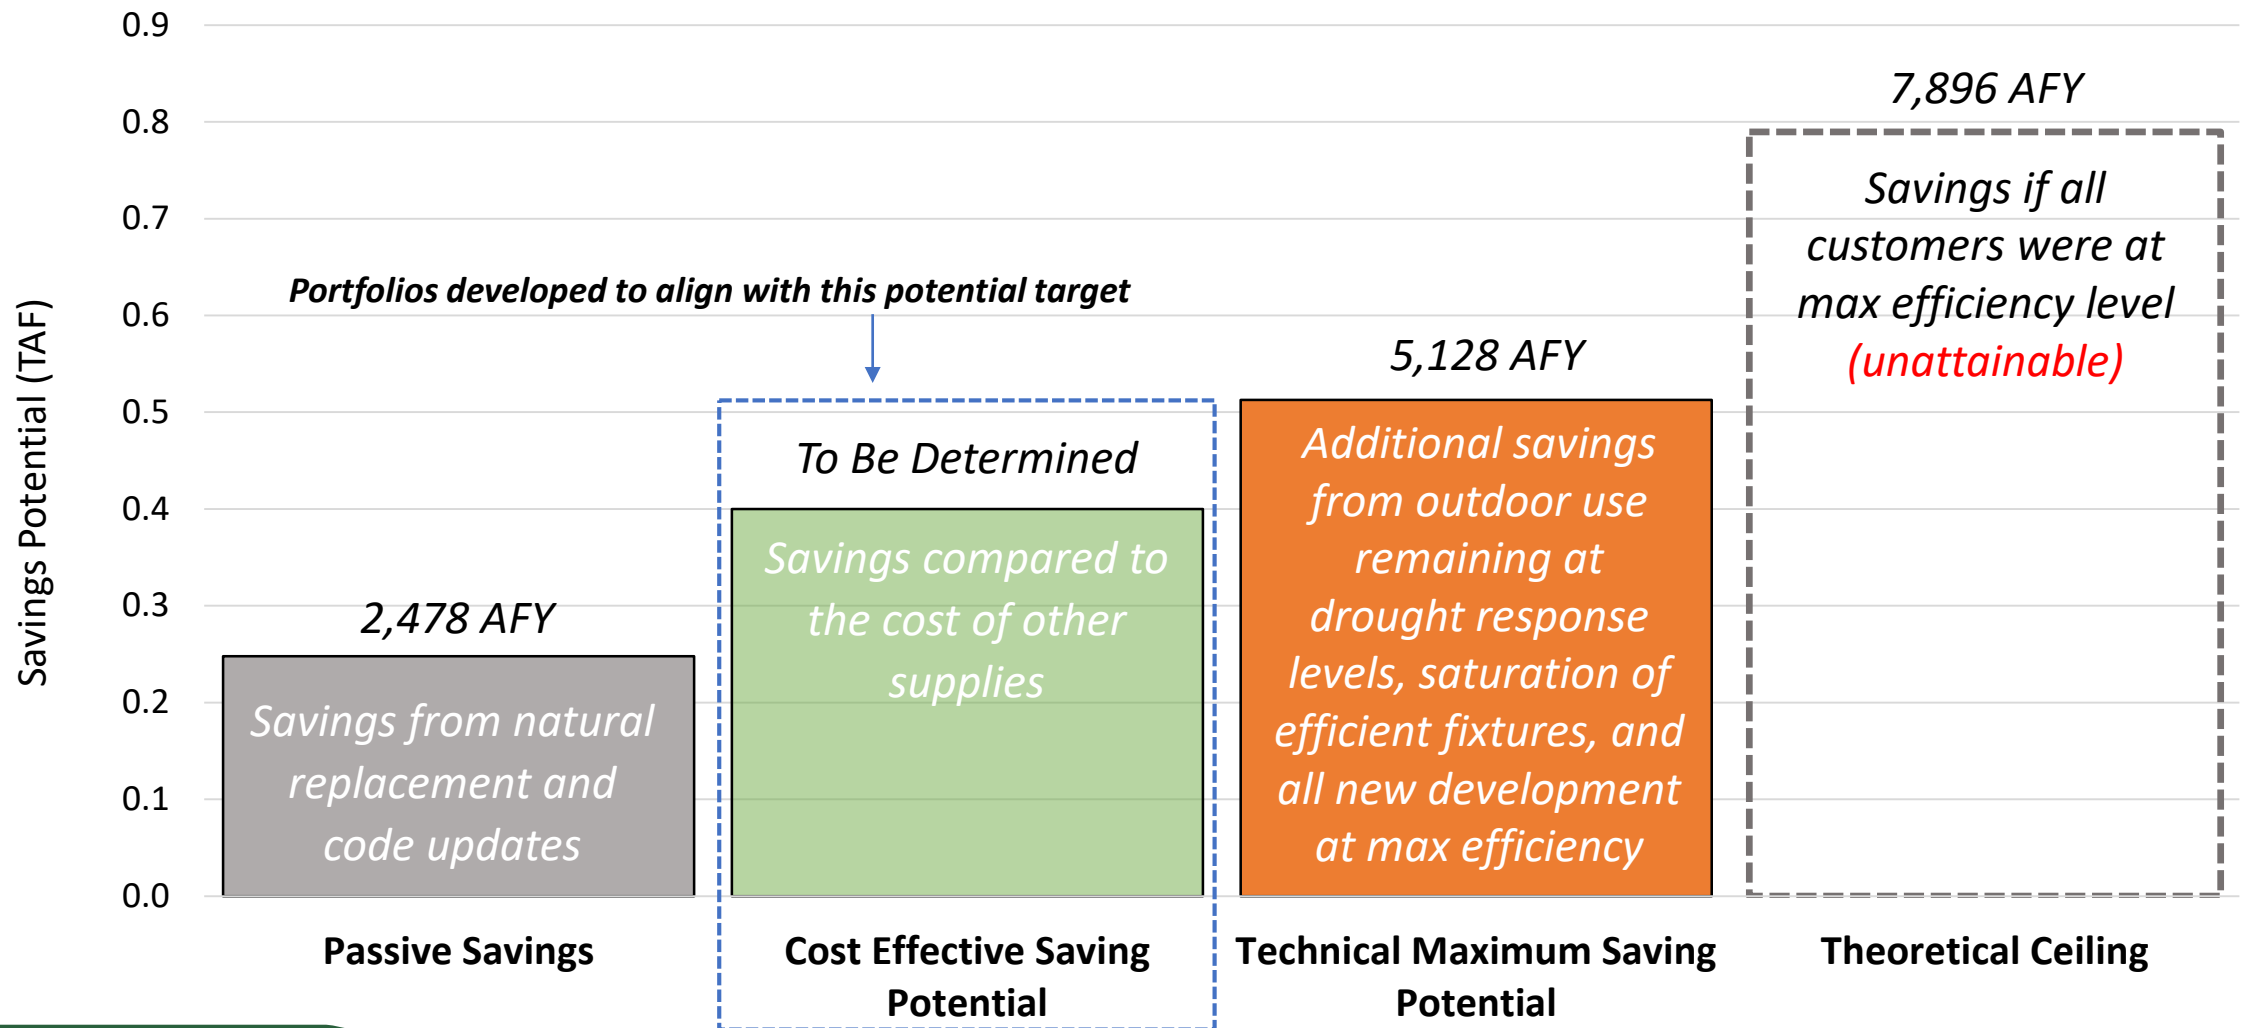 0.9
0.8
0.7
0.6
0.5
0.4
0.3
0.2
0.1
0.0
Savings Potential (TAF)
Portfolios developed to align with this potential target
2,478 AFY
Savings from natural
replacement and
code updates
Passive Savings
To Be Determined
Savings compared to
the cost of other
supplies
Cost Effective Saving
Potential
5,128 AFY
Additional savings
from outdoor use
remaining at
drought response
levels, saturation of
efficient fixtures, and
all new development
at max efficiency
Technical Maximum Saving
Potential
7,896 AFY
Savings if all
customers were at
max efficiency level
(unattainable)
Theoretical Ceiling